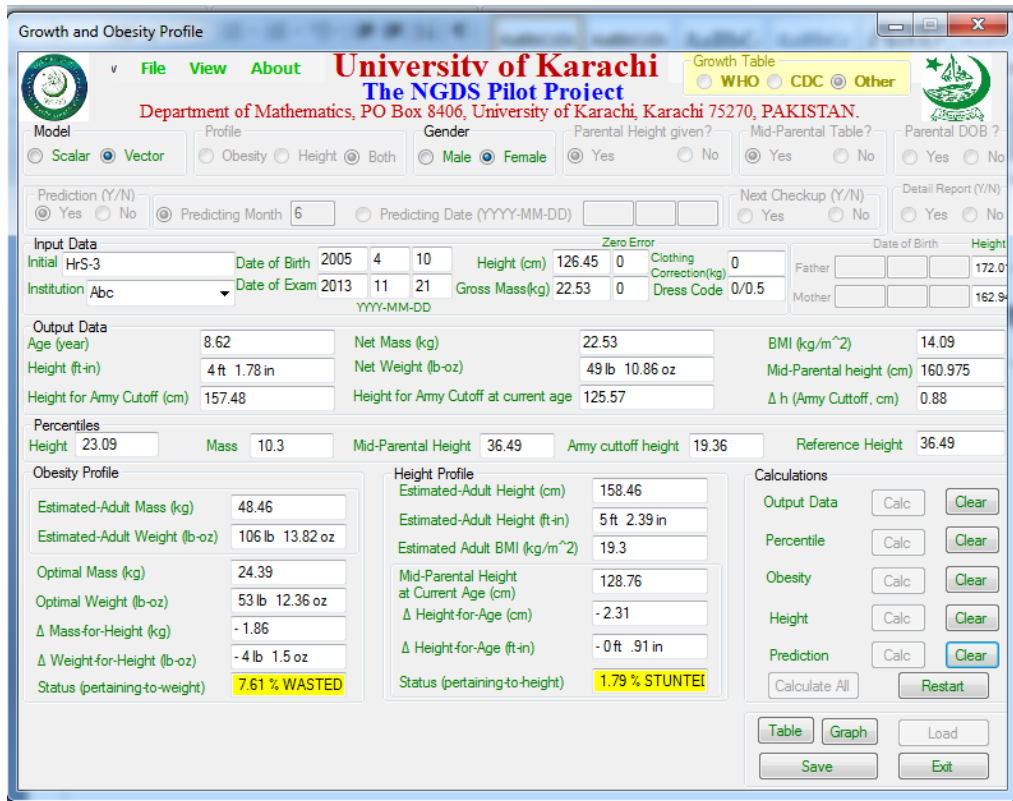 Growth and Obesity Profile
v File View About University of Karachi Growth Table
The NGDS Pilot Project WHO CDC Other
Department of Mathematics, PO Box 8406, University of Karachi, Karachi 75270, PAKISTAN.
Model Profile Gender Parental Height given? Mid-Parental Table? Parental DOB ?
Scalar Vector Obesity Height Both Male Female Yes No Yes No Yes No
Prediction (Y/N) Next Checkup (Y/N) Detail Report (Y/N)
Yes No Predicting Month 6 Predicting Date (YYYY-MM-DD) Yes No Yes No
Input Data Zero Error Date of Birth Height
Initial HrS-3 Date of Birth 2005 4 10 Height (cm) 126.45 0 Clothing Correction(kg) 0 Father 172.0
Institution Abc Date of Exam 2013 11 21 Gross Mass(kg) 22.53 0 Dress Code 0/0.5 Mother 162.94
YYYY-MM-DD
Output Data
Age (year) 8.62 Net Mass (kg) 22.53 BMI (kg/m^2) 14.09
Height (ft-in) 4 ft 1.78 in Net Weight (lb-oz) 49 lb 10.86 oz Mid-Parental height (cm) 160.975
Height for Army Cutoff (cm) 157.48 Height for Army Cutoff at current age 125.57 Δ h (Army Cuttoff, cm) 0.88
Percentiles
Height 23.09 Mass 10.3 Mid-Parental Height 36.49 Army cuttoff height 19.36 Reference Height 36.49
Obesity Profile
Estimated-Adult Mass (kg) 48.46
Estimated-Adult Weight (lb-oz) 106 lb 13.82 oz
Optimal Mass (kg) 24.39
Optimal Weight (lb-oz) 53 lb 12.36 oz
Δ Mass-for-Height (kg) - 1.86
Δ Weight-for-Height (lb-oz) - 4 lb 1.5 oz
Status (pertaining-to-weight) 7.61 % WASTED
Height Profile
Estimated-Adult Height (cm) 158.46
Estimated-Adult Height (ft-in) 5 ft 2.39 in
Estimated Adult BMI (kg/m^2) 19.3
Mid-Parental Height
at Current Age (cm) 128.76
Δ Height-for-Age (cm) - 2.31
Δ Height-for-Age (ft-in) - 0 ft .91 in
Status (pertaining-to-height) 1.79 % STUNTE
Calculations
Output Data Calc Clear
Percentile Calc Clear
Obesity Calc Clear
Height Calc Clear
Prediction Calc Clear
Calculate All Restart
Table Graph Load
Save Exit